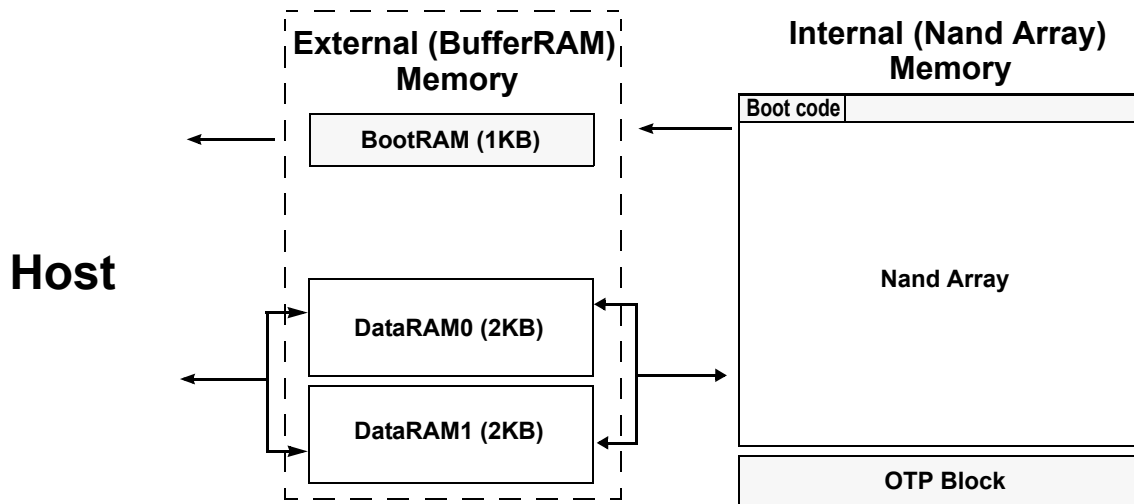 External (BufferRAM)
Memory
Internal (Nand Array)
Memory
Boot code
BootRAM (1KB)
Host
Nand Array
DataRAM0 (2KB)
DataRAM1 (2KB)
OTP Block